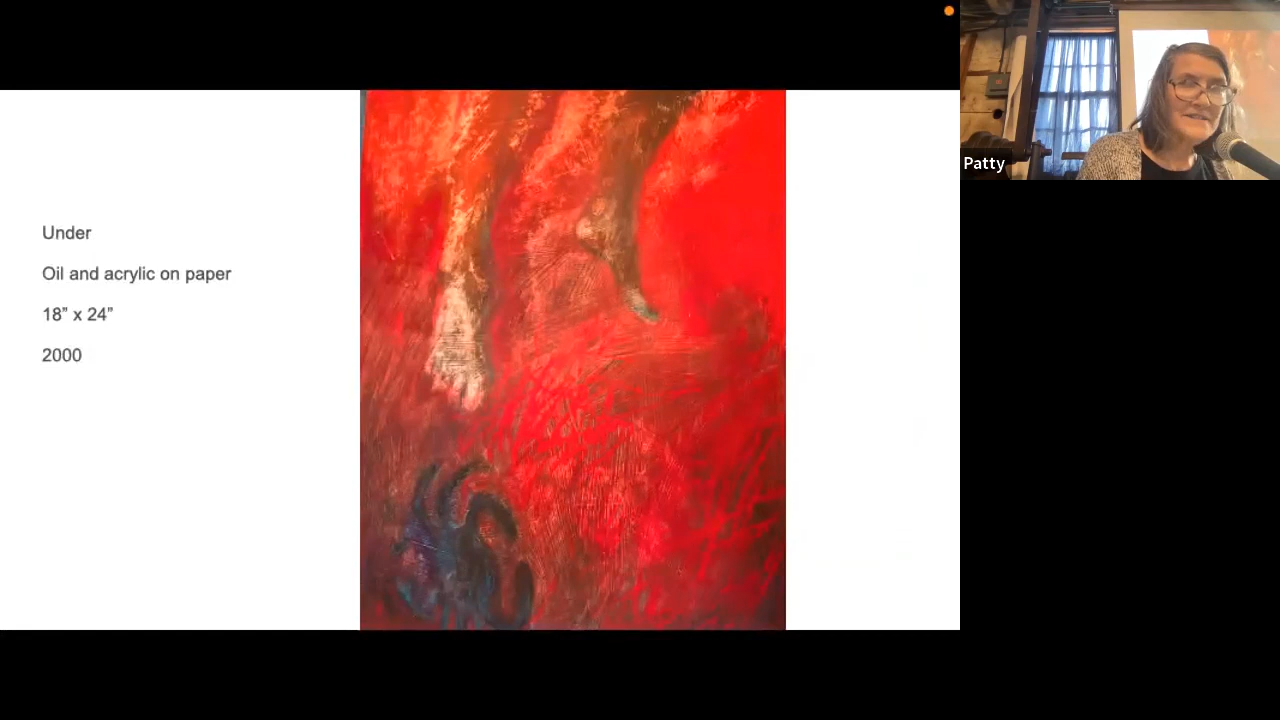 Under
Oil and acrylic on paper
18” x 24”
2000
Patty